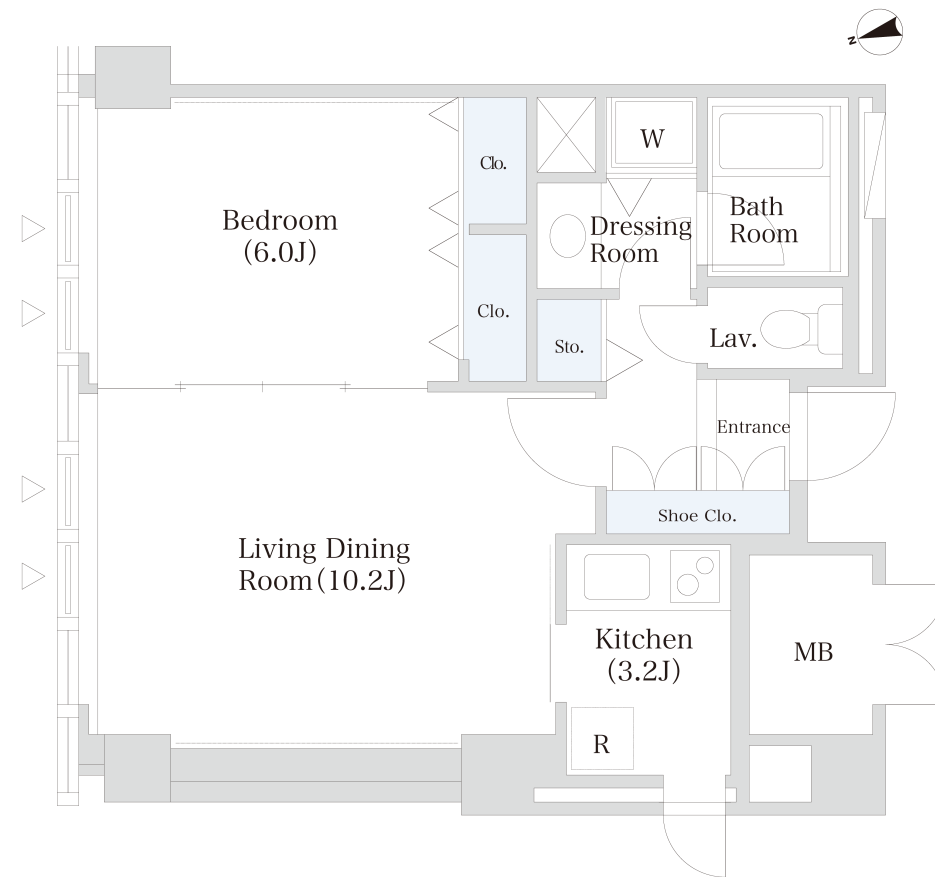 N
W
Clo.
Bedroom
(6.0J)
Bath
Room
Dressing
Room
Clo.
Sto.
Lav.
Entrance
Shoe Clo.
Living Dining
Room(10.2J)
Kitchen
(3.2J)
MB
R